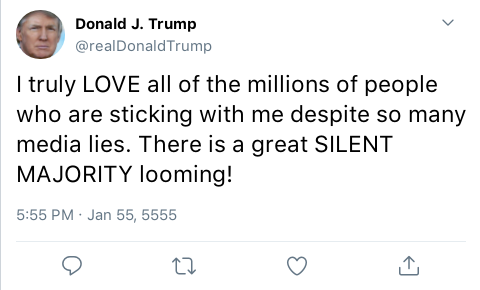 Donald J. Trump
@realDonaldTrump
I truly LOVE all of the millions of people
who are sticking with me despite so many
media lies. There is a great SILENT
MAJORITY looming!
5:55 PM · Jan 55, 5555